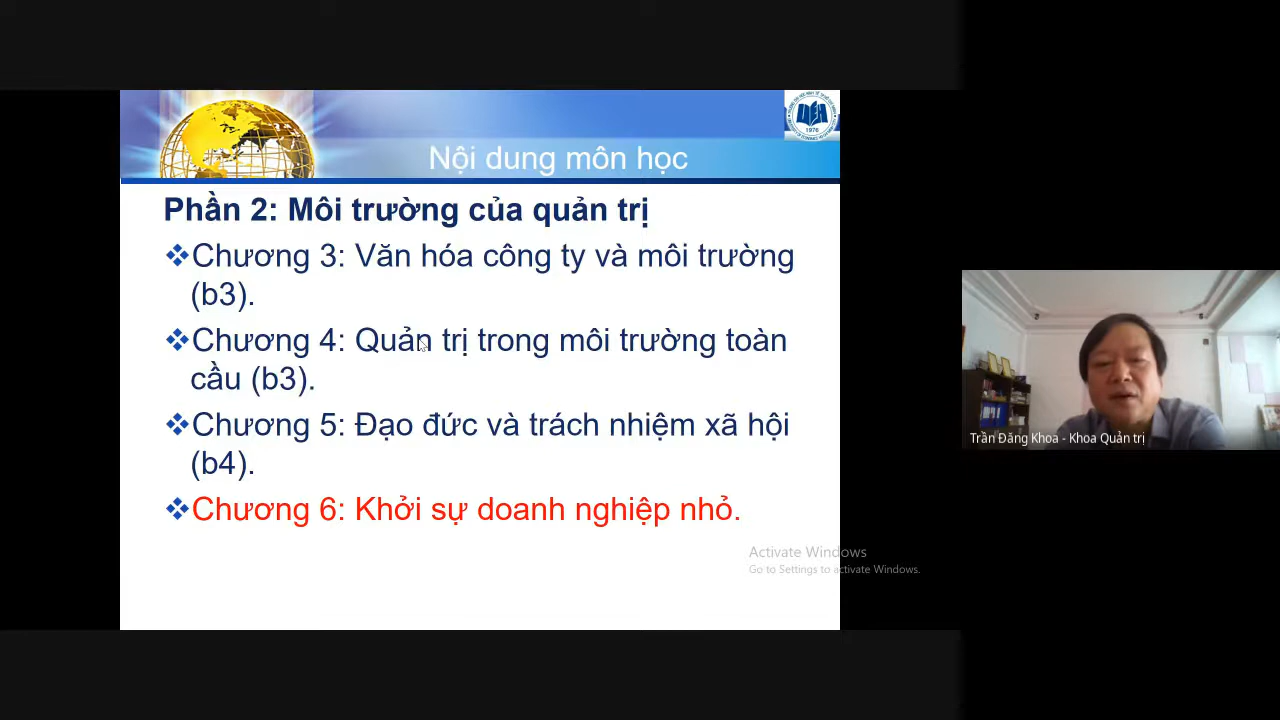 Nội dung môn học
Phần 2: Môi trường của quản trị
Chương 3: Văn hóa công ty và môi trường
(b3).
Chương 4: Quản trị trong môi trường toàn
cầu (b3).
Chương 5: Đạo đức và trách nhiệm xã hội
(b4).
Chương 6: Khởi sự doanh nghiệp nhỏ.
Activate Windows
Go to Settings to activate Windows.
Trần Đăng Khoa - Khoa Quản trị
UEH
1976